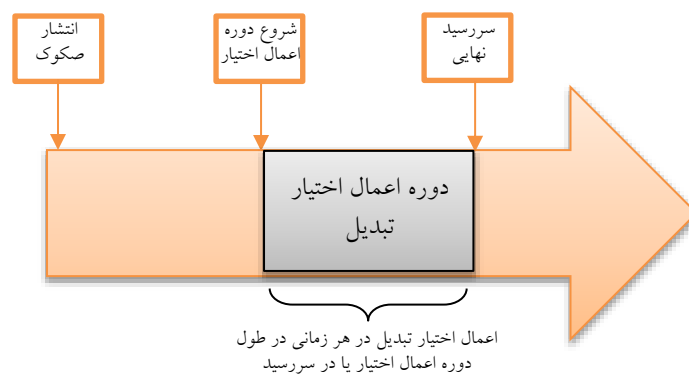 انتشار
صکوک
شروع دوره
اعمال اختیار
سررسید
نهایی
دوره اعمال اختیار
تبدیل
اعمال اختیار تبدیل در هر زمانی در طول
دوره اعمال اختیار یا در سررسید